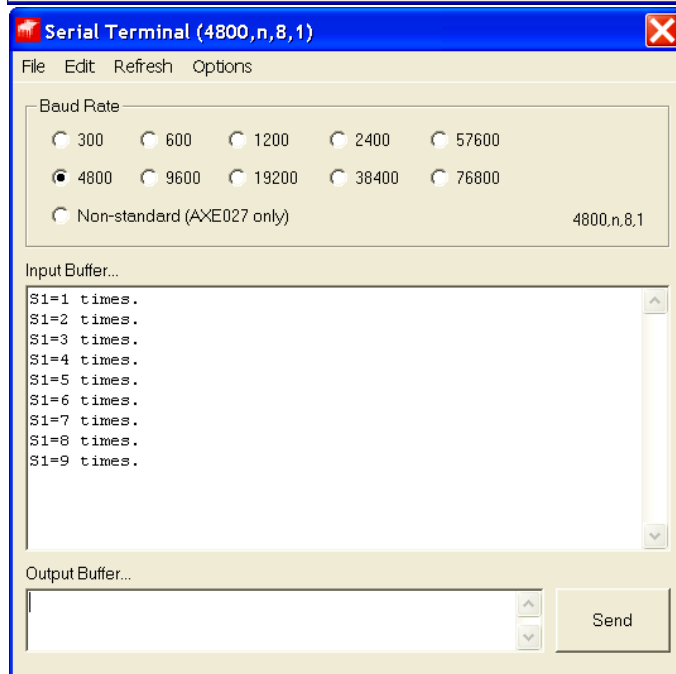 Serial Terminal (4800,n,8,1)
File Edit Refresh Options
Baud Rate
300 600 1200 2400 57600
4800 9600 19200 38400 76800
Non-standard (AXE027 only) 4800,n,8,1
Input Buffer...
S1=1 times.
S1=2 times.
S1=3 times.
S1=4 times.
S1=5 times.
S1=6 times.
S1=7 times.
S1=8 times.
S1=9 times.
Output Buffer...
Send